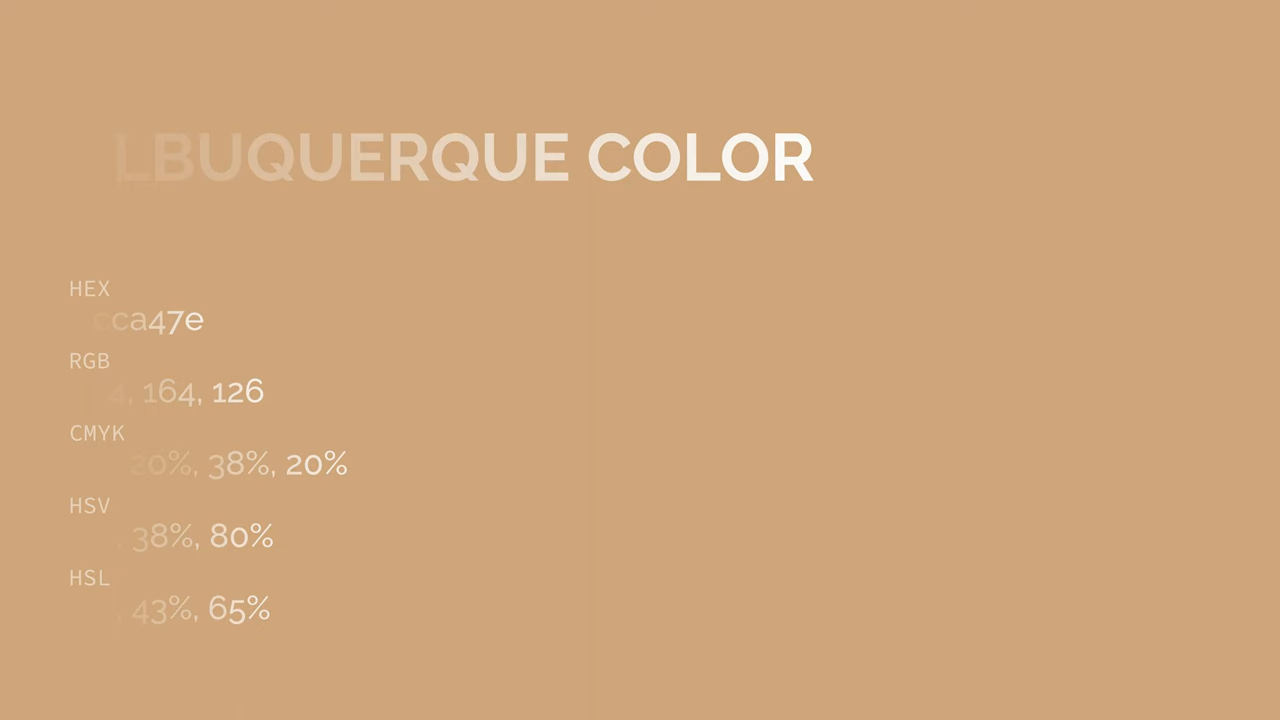 LBUQUERQUE COLOR
HEX
cca47e
RGB
4, 164, 126
CMYK
20%, 38%, 20%
HSV
, 38%, 80%
HSL
, 43%, 65%